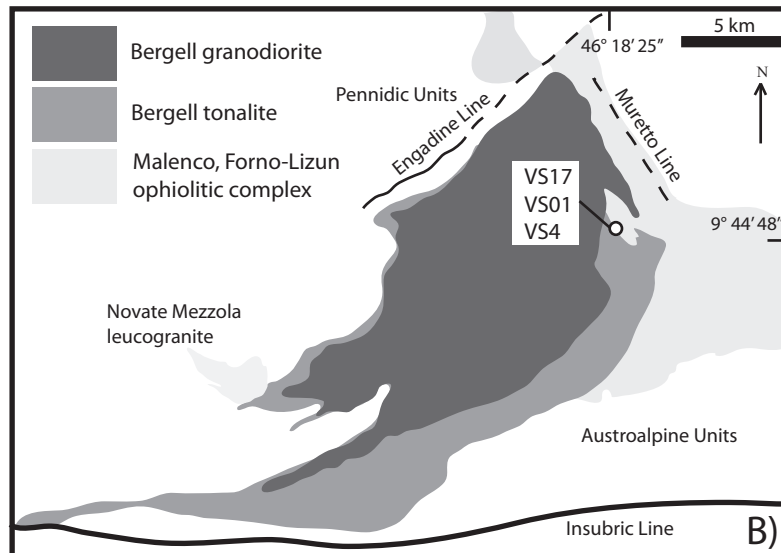 Bergell granodiorite
Bergell tonalite
Malenco, Forno-Lizun
ophiolitic complex
Pennidic Units
Engadine Line
46° 18′ 25″
5 km
N
Muretto Line
VS17
VS01
VS4
9° 44′ 48″
Novate Mezzola
leucogranite
Austroalpine Units
Insubric Line
B)